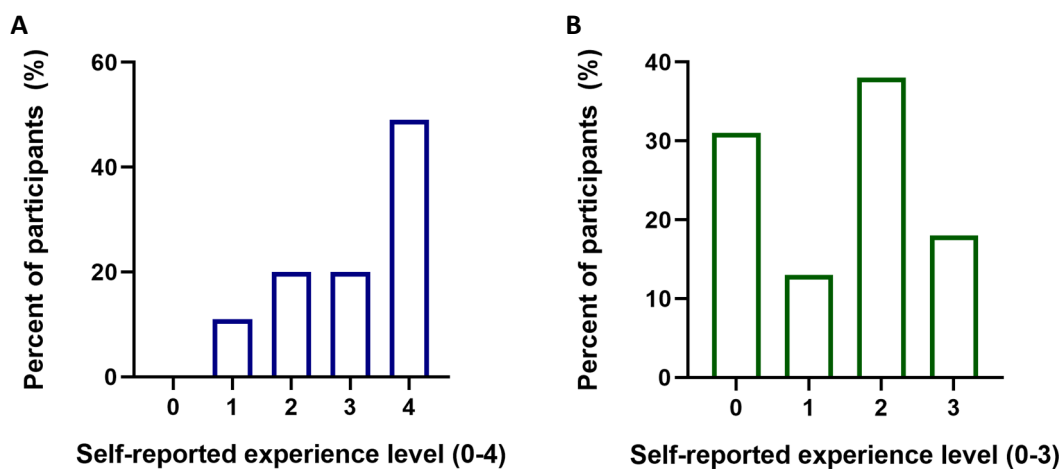 A
Percent of participants (%)
60
40
20
0
0 1 2 3 4
Self-reported experience level (0-4)
B
Percent of participants (%)
40
30
20
10
0
0 1 2 3
Self-reported experience level (0-3)